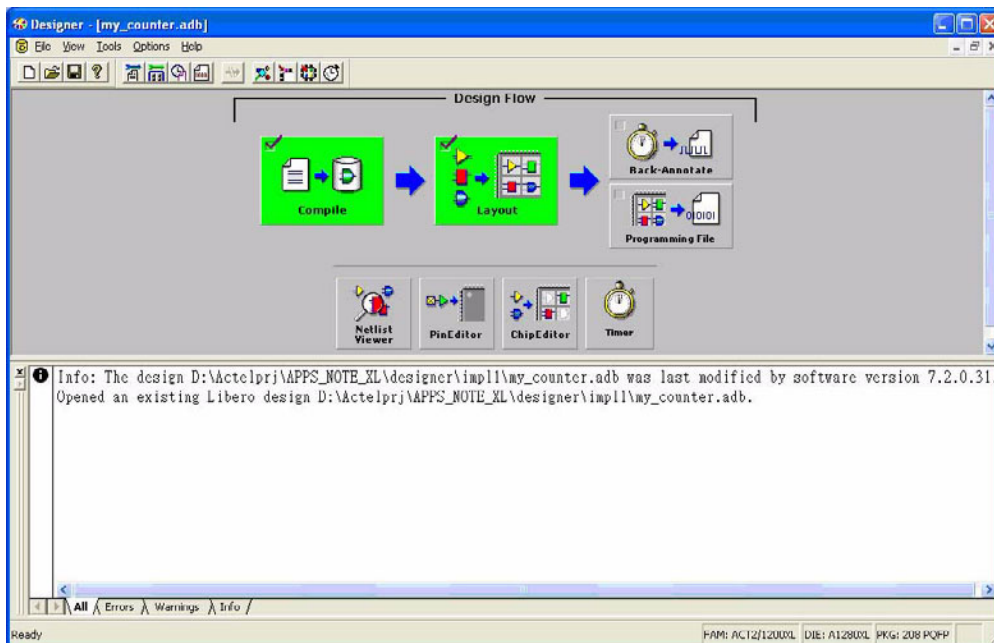 Designer - [my_counter.adb]
File View Tools Options Help
Design Flow
Compile
Layout
Back-Annotate
010101
Programming File
Netlist
Viewer
PinEditor
ChipEditor
Timer
Info: The design D:\Actelprj\APPS_NOTE_XL\designer\impl1\my_counter.adb was last modified by software version 7.2.0.31.
Opened an existing Libero design D:\Actelprj\APPS_NOTE_XL\designer\impl1\my_counter.adb.
All Errors Warnings Info
Ready
FAM: ACT2/1200XL DIE: A1280XL PKG: 208 PQFP